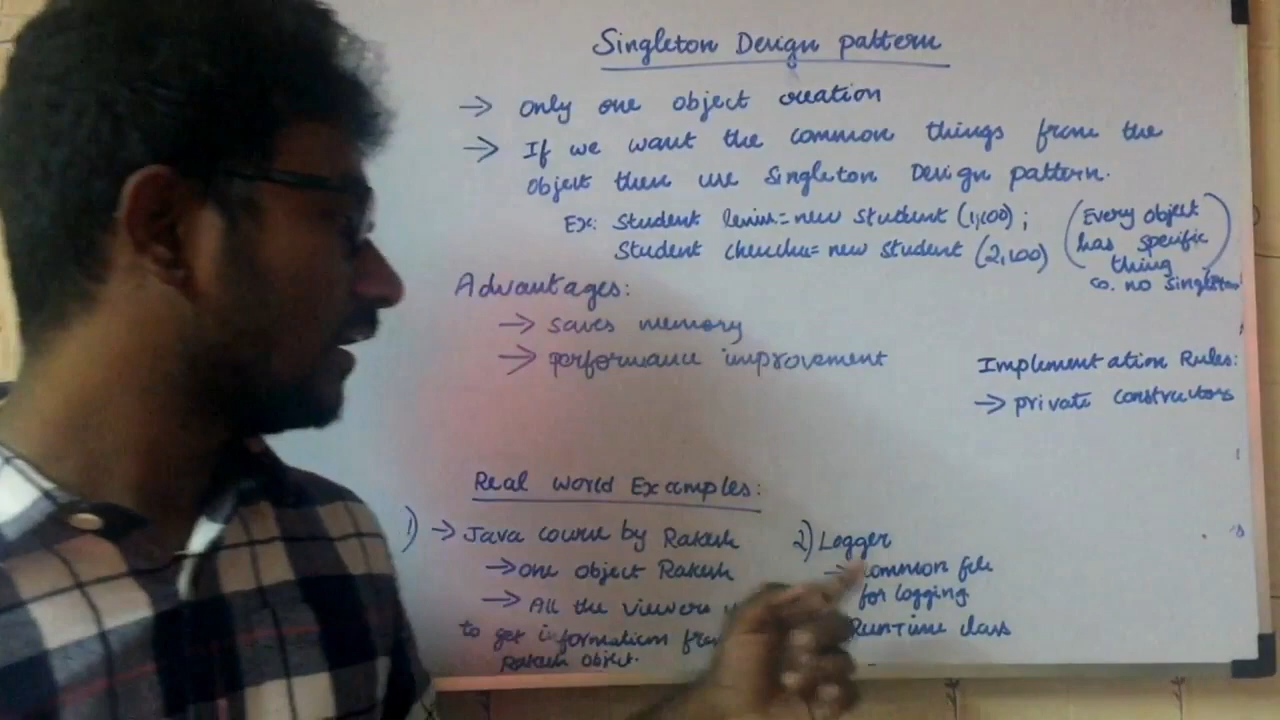 Singleton Design pattern
→ only one object creation
→ If we want the common things from the
object then use Singleton Design pattern.
Ex: Student lenin = new Student (1,100) ;
Student chenchu = new Student (2,100)
(Every object
has specific
thing
so. no singleton)
Advantages:
→ saves memory
→ performance improvement
Implementation Rules:
→ private constructors
Real world Examples:
1) → Java course by Rakesh
→ one object Rakesh
→ All the viewers
to get information from
Rakesh object.
2) Logger
→ common file
for logging
RunTime class